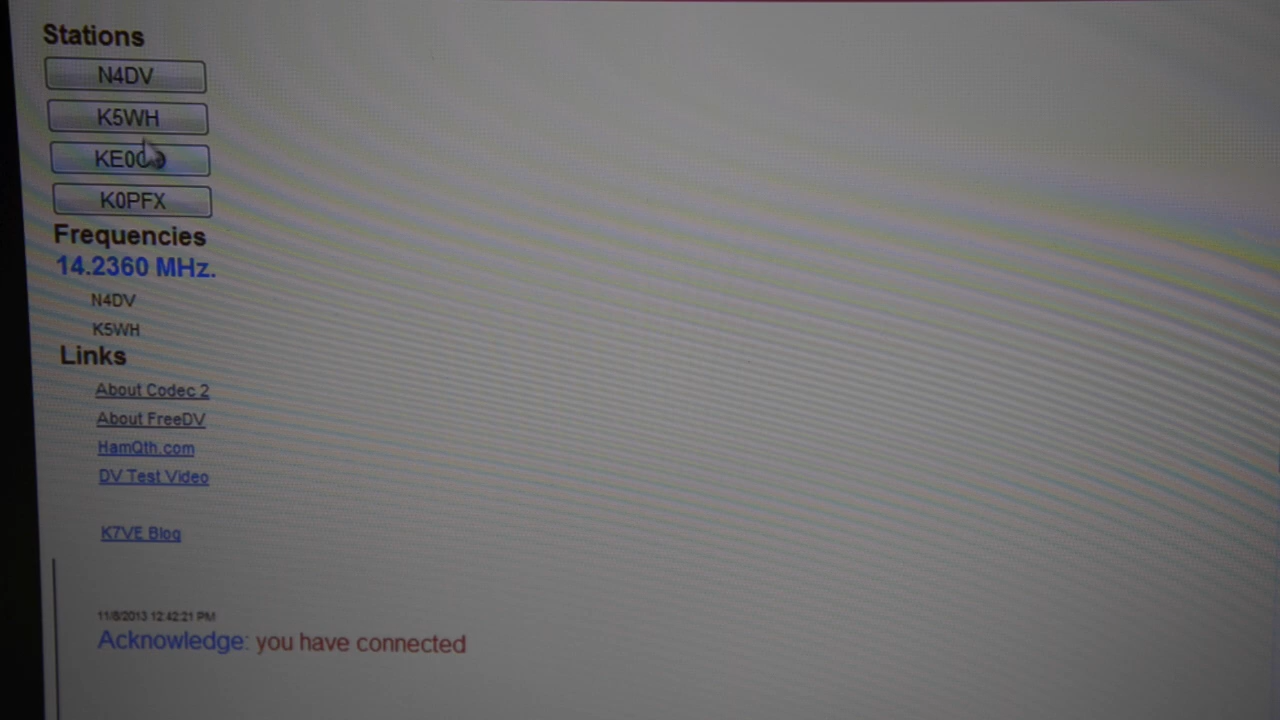 Stations
N4DV
K5WH
K0PFX
Frequencies
14.2360 MHz.
N4DV
K5WH
Links
About Codec 2
About FreeDV
HamQth.com
DV Test Video
K7VE Blog
11/8/2013 12:42:21 PM
Acknowledge: you have connected